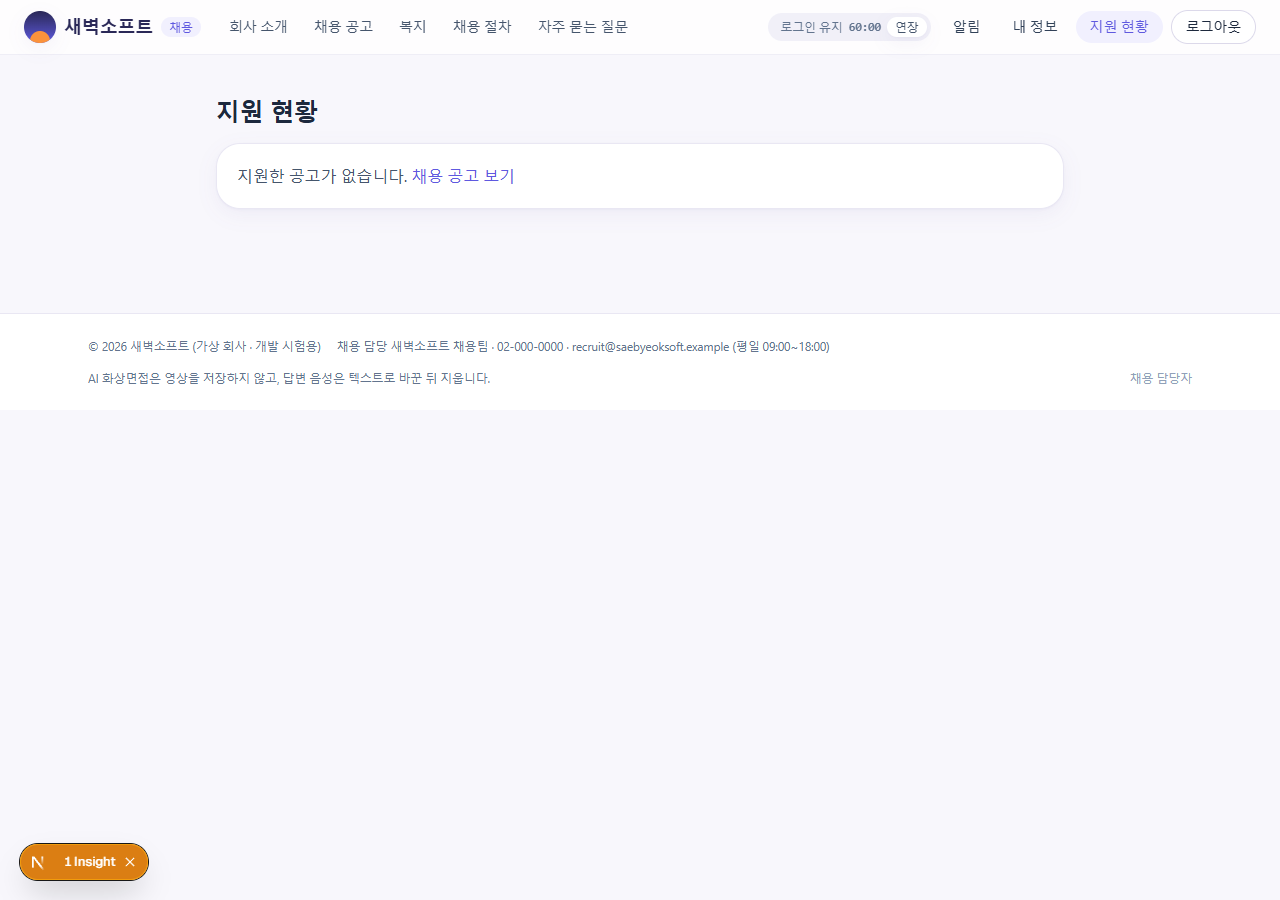 새벽소프트 채용 회사 소개 채용 공고 복지 채용 절차 자주 묻는 질문 로그인 유지 60:00 연장 알림 내 정보 지원 현황 로그아웃
지원 현황
지원한 공고가 없습니다. 채용 공고 보기
© 2026 새벽소프트 (가상 회사 · 개발 시험용) 채용 담당 새벽소프트 채용팀 · 02-000-0000 · recruit@saebyeoksoft.example (평일 09:00~18:00)
AI 화상면접은 영상을 저장하지 않고, 답변 음성은 텍스트로 바꾼 뒤 지웁니다. 채용 담당자
1 Insight